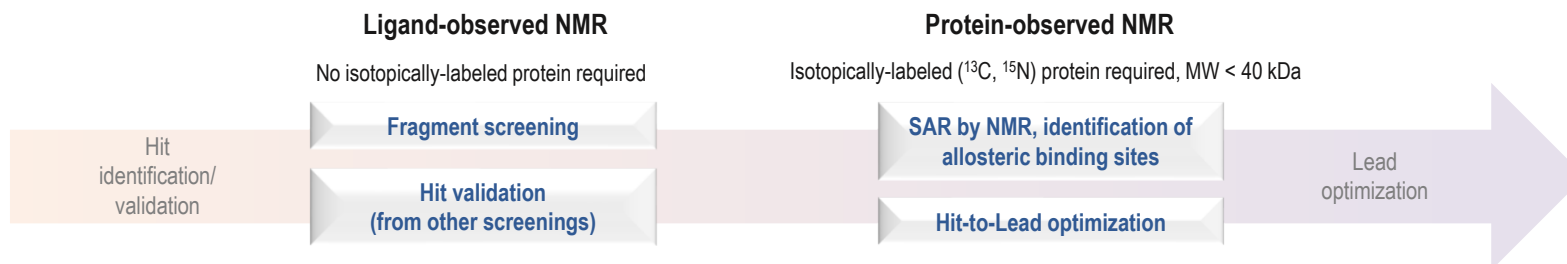 Ligand-observed NMR
No isotopically-labeled protein required
Fragment screening
Hit validation
(from other screenings)
Protein-observed NMR
Isotopically-labeled (¹³C, ¹⁵N) protein required, MW < 40 kDa
SAR by NMR, identification of
allosteric binding sites
Hit-to-Lead optimization
Hit
identification/
validation
Lead
optimization